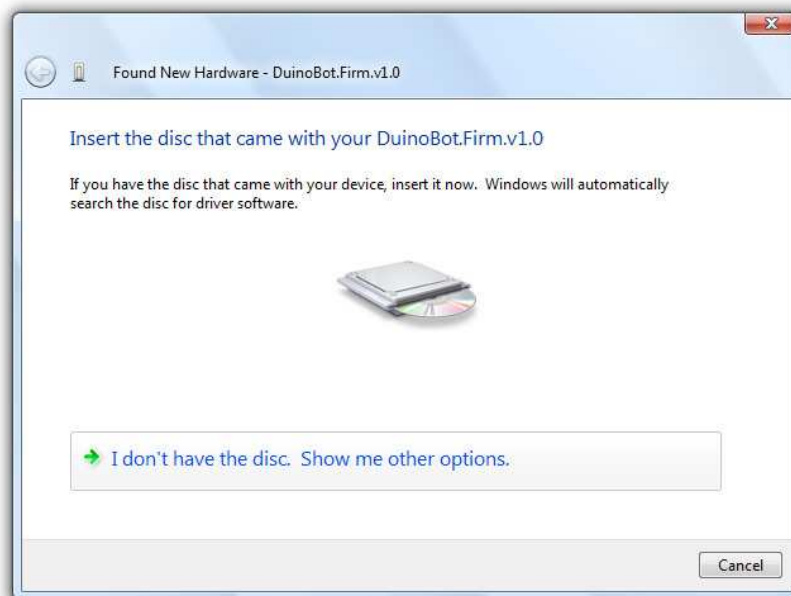 Found New Hardware - DuinoBot.Firm.v1.0
Insert the disc that came with your DuinoBot.Firm.v1.0
If you have the disc that came with your device, insert it now.  Windows will automatically
search the disc for driver software.
I don't have the disc.  Show me other options.
Cancel